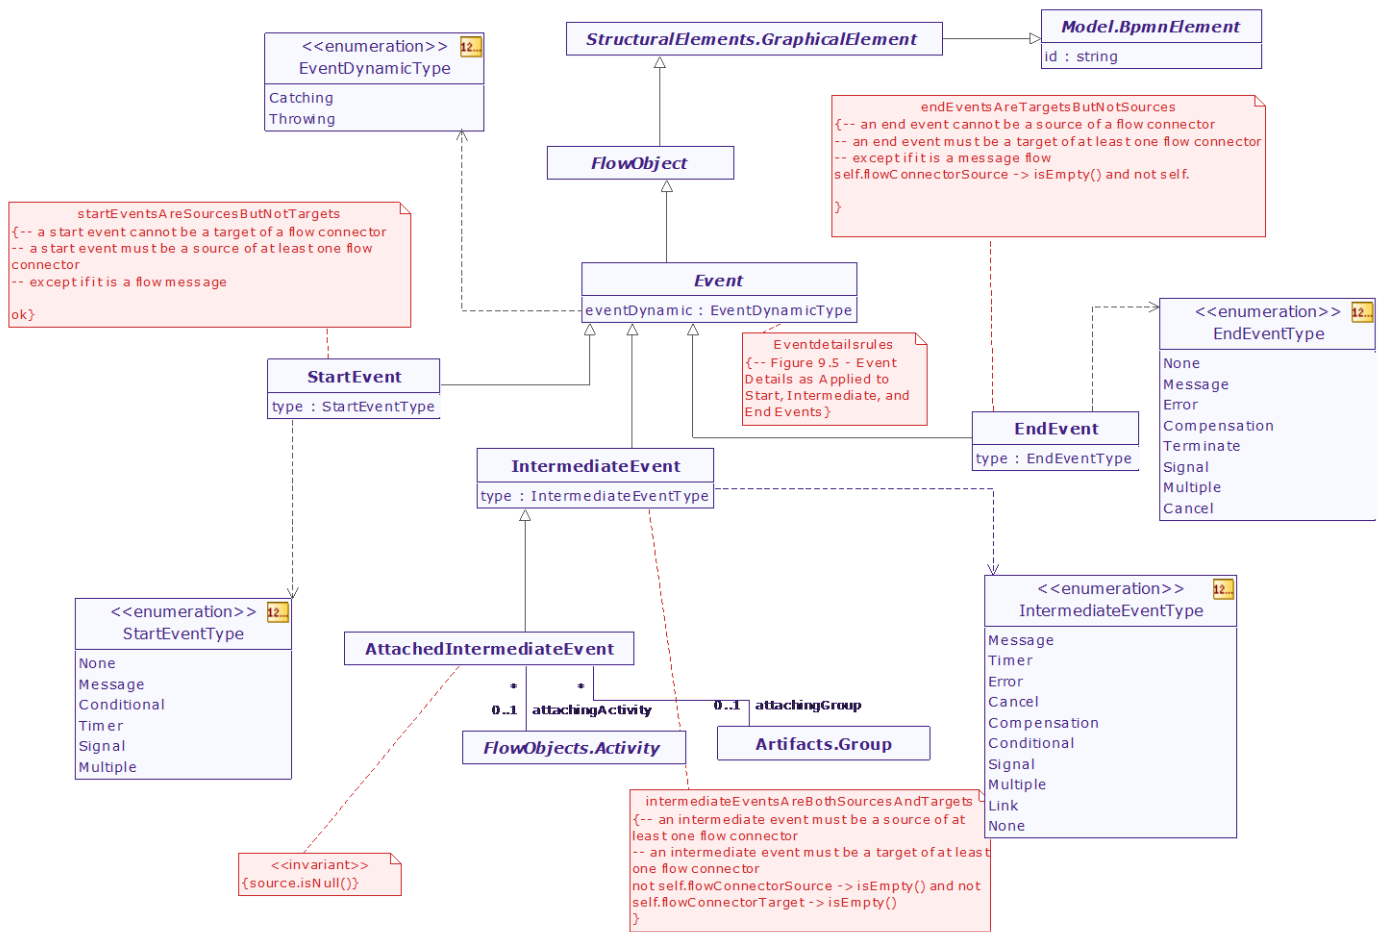 <<enumeration>>
12...
EventDynamicType
Catching
Throwing
StructuralElements.GraphicalElement
Model.BpmnElement
id : string
FlowObject
endEventsAreTargetsButNotSources
{-- an end event cannot be a source of a flow connector
-- an end event must be a target of at least one flow connector
-- except if it is a message flow
self.flowConnectorSource -> isEmpty() and not self.
}
startEventsAreSourcesButNotTargets
{-- a start event cannot be a target of a flow connector
-- a start event must be a source of at least one flow
connector
-- except if it is a flow message
ok}
Event
eventDynamic : EventDynamicType
Eventdetailsrules
{-- Figure 9.5 - Event
Details as Applied to
Start, Intermediate, and
End Events}
<<enumeration>>
12...
EndEventType
None
Message
Error
Compensation
Terminate
Signal
Multiple
Cancel
StartEvent
type : StartEventType
EndEvent
type : EndEventType
IntermediateEvent
type : IntermediateEventType
<<enumeration>>
12...
StartEventType
None
Message
Conditional
Timer
Signal
Multiple
<<enumeration>>
12...
IntermediateEventType
Message
Timer
Error
Cancel
Compensation
Conditional
Signal
Multiple
Link
None
AttachedIntermediateEvent
* *
0..1 attachingActivity
0..1 attachingGroup
FlowObjects.Activity
Artifacts.Group
intermediateEventsAreBothSourcesAndTargets
{-- an intermediate event must be a source of at
least one flow connector
-- an intermediate event must be a target of at least
one flow connector
not self.flowConnectorSource -> isEmpty() and not
self.flowConnectorTarget -> isEmpty()
}
<<invariant>>
{source.isNull()}